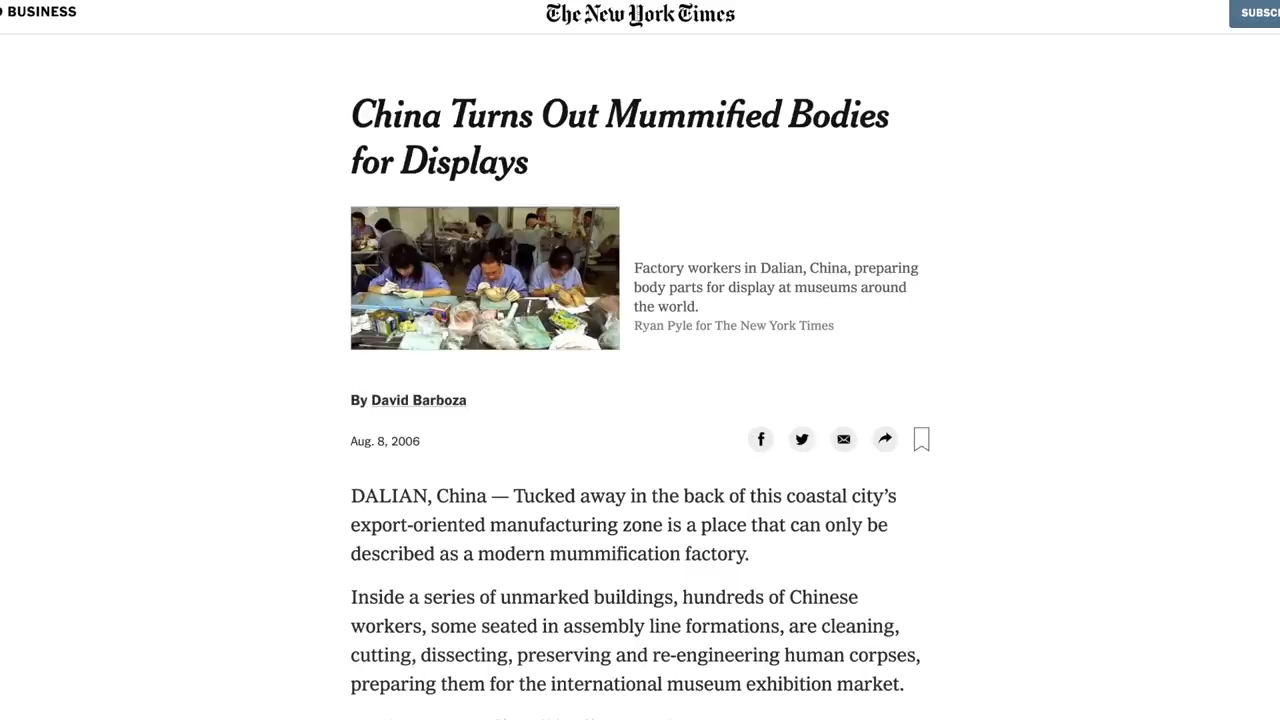 BUSINESS
The New York Times
China Turns Out Mummified Bodies
for Displays
Factory workers in Dalian, China, preparing
body parts for display at museums around
the world.
Ryan Pyle for The New York Times
By David Barboza
Aug. 8, 2006
DALIAN, China — Tucked away in the back of this coastal city’s
export-oriented manufacturing zone is a place that can only be
described as a modern mummification factory.
Inside a series of unmarked buildings, hundreds of Chinese
workers, some seated in assembly line formations, are cleaning,
cutting, dissecting, preserving and re-engineering human corpses,
preparing them for the international museum exhibition market.